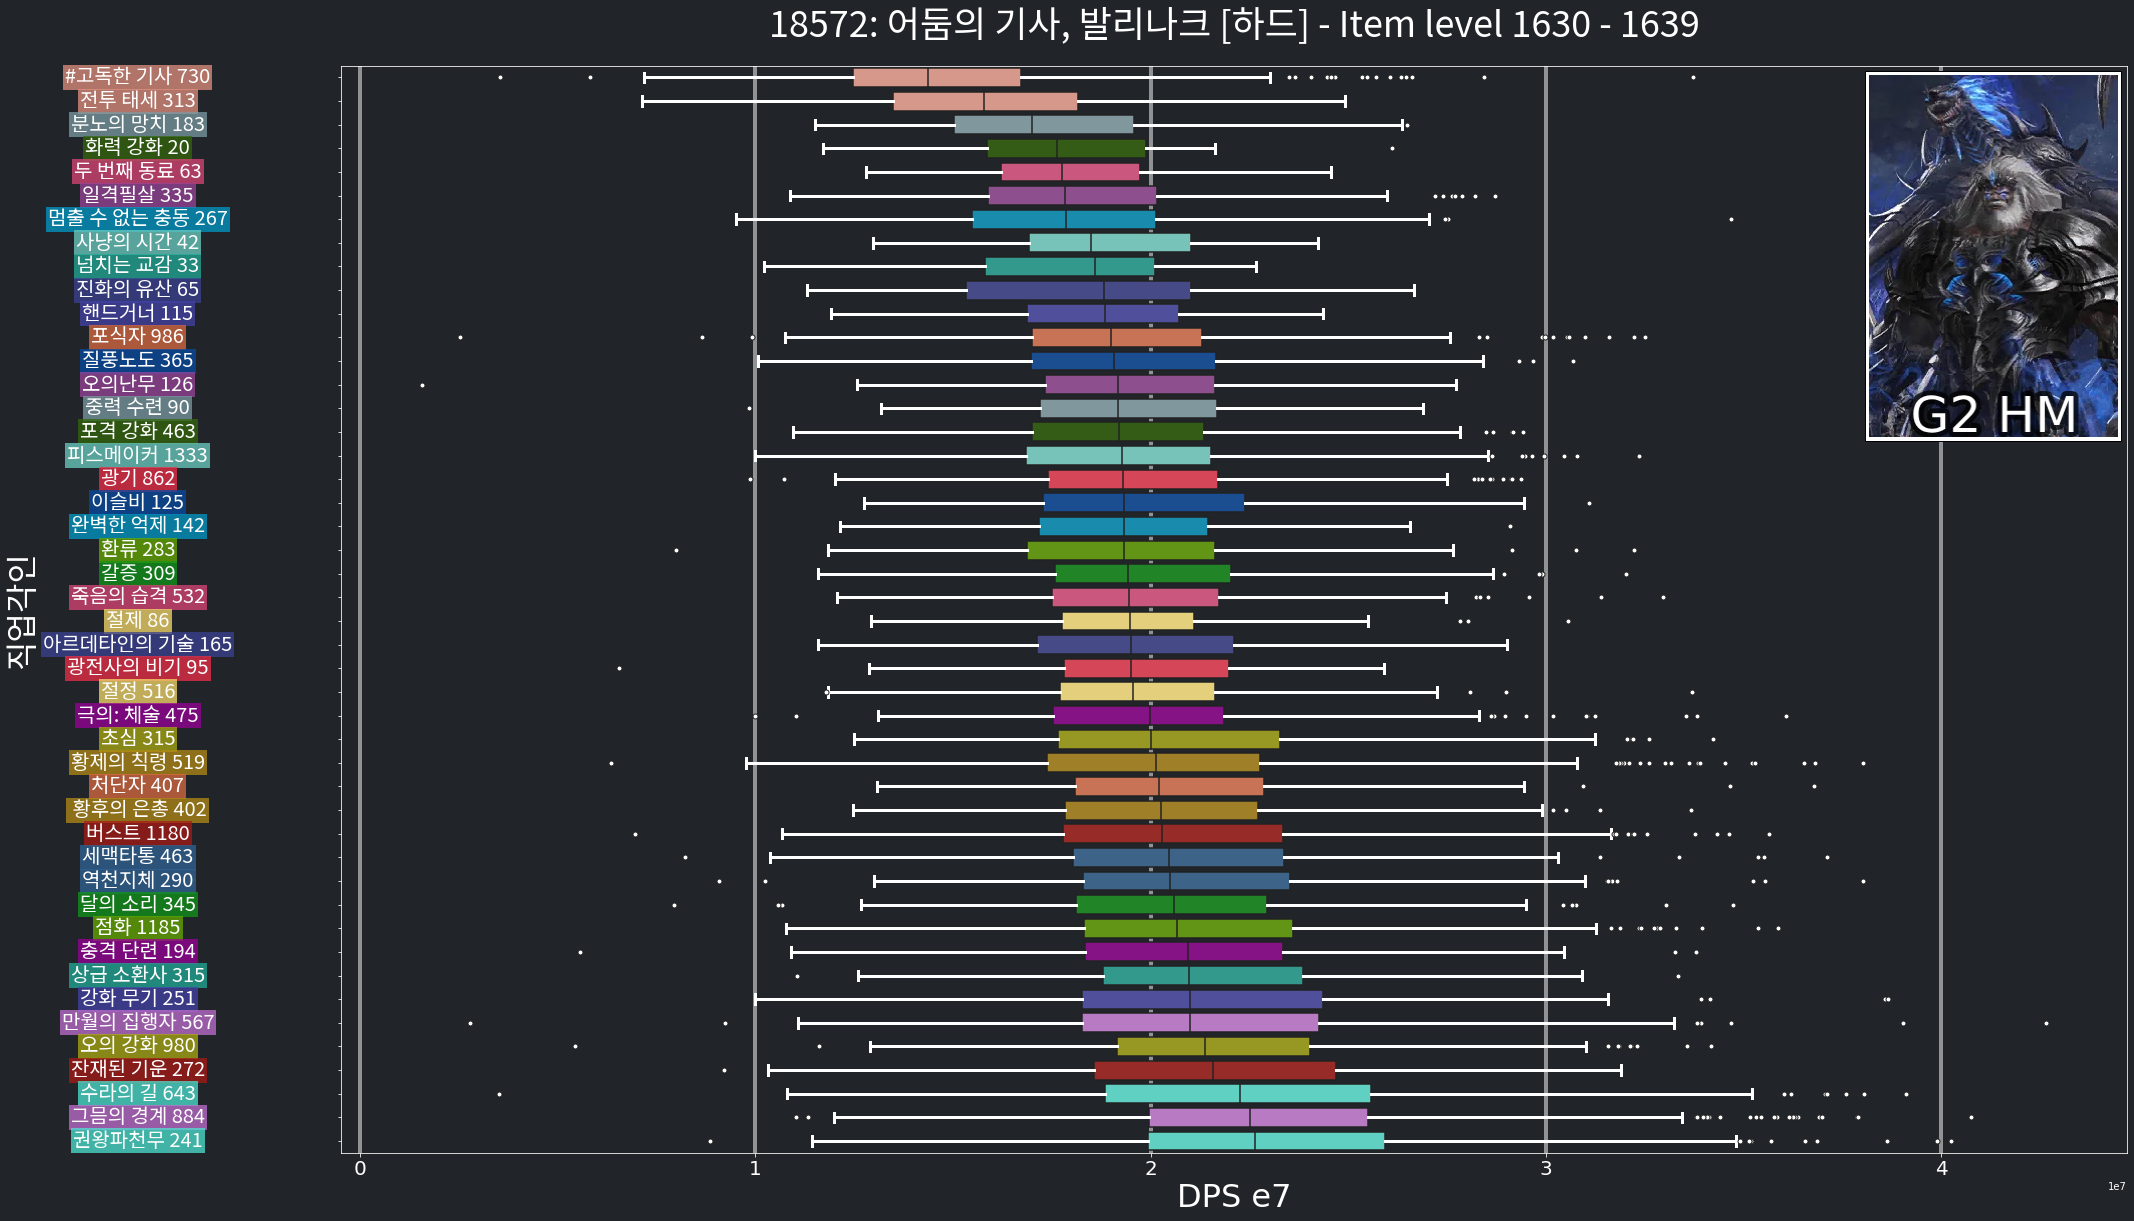 18572: 어둠의 기사, 발리나크 [하드] - Item level 1630 - 1639
#고독한 기사 730
전투 태세 313
분노의 망치 183
화력 강화 20
두 번째 동료 63
일격필살 335
멈출 수 없는 충동 267
사냥의 시간 42
넘치는 교감 33
진화의 유산 65
핸드거너 115
포식자 986
질풍노도 365
오의난무 126
중력 수련 90
포격 강화 463
피스메이커 1333
광기 862
이슬비 125
완벽한 억제 142
환류 283
갈증 309
죽음의 습격 532
절제 86
아르데타인의 기술 165
광전사의 비기 95
절정 516
극의: 체술 475
초심 315
황제의 칙령 519
처단자 407
황후의 은총 402
버스트 1180
세맥타통 463
역천지체 290
달의 소리 345
점화 1185
충격 단련 194
상급 소환사 315
강화 무기 251
만월의 집행자 567
오의 강화 980
잔재된 기운 272
수라의 길 643
그믐의 경계 884
권왕파천무 241
직업각인
G2 HM
0 1 2 3 4
DPS e7
1e7